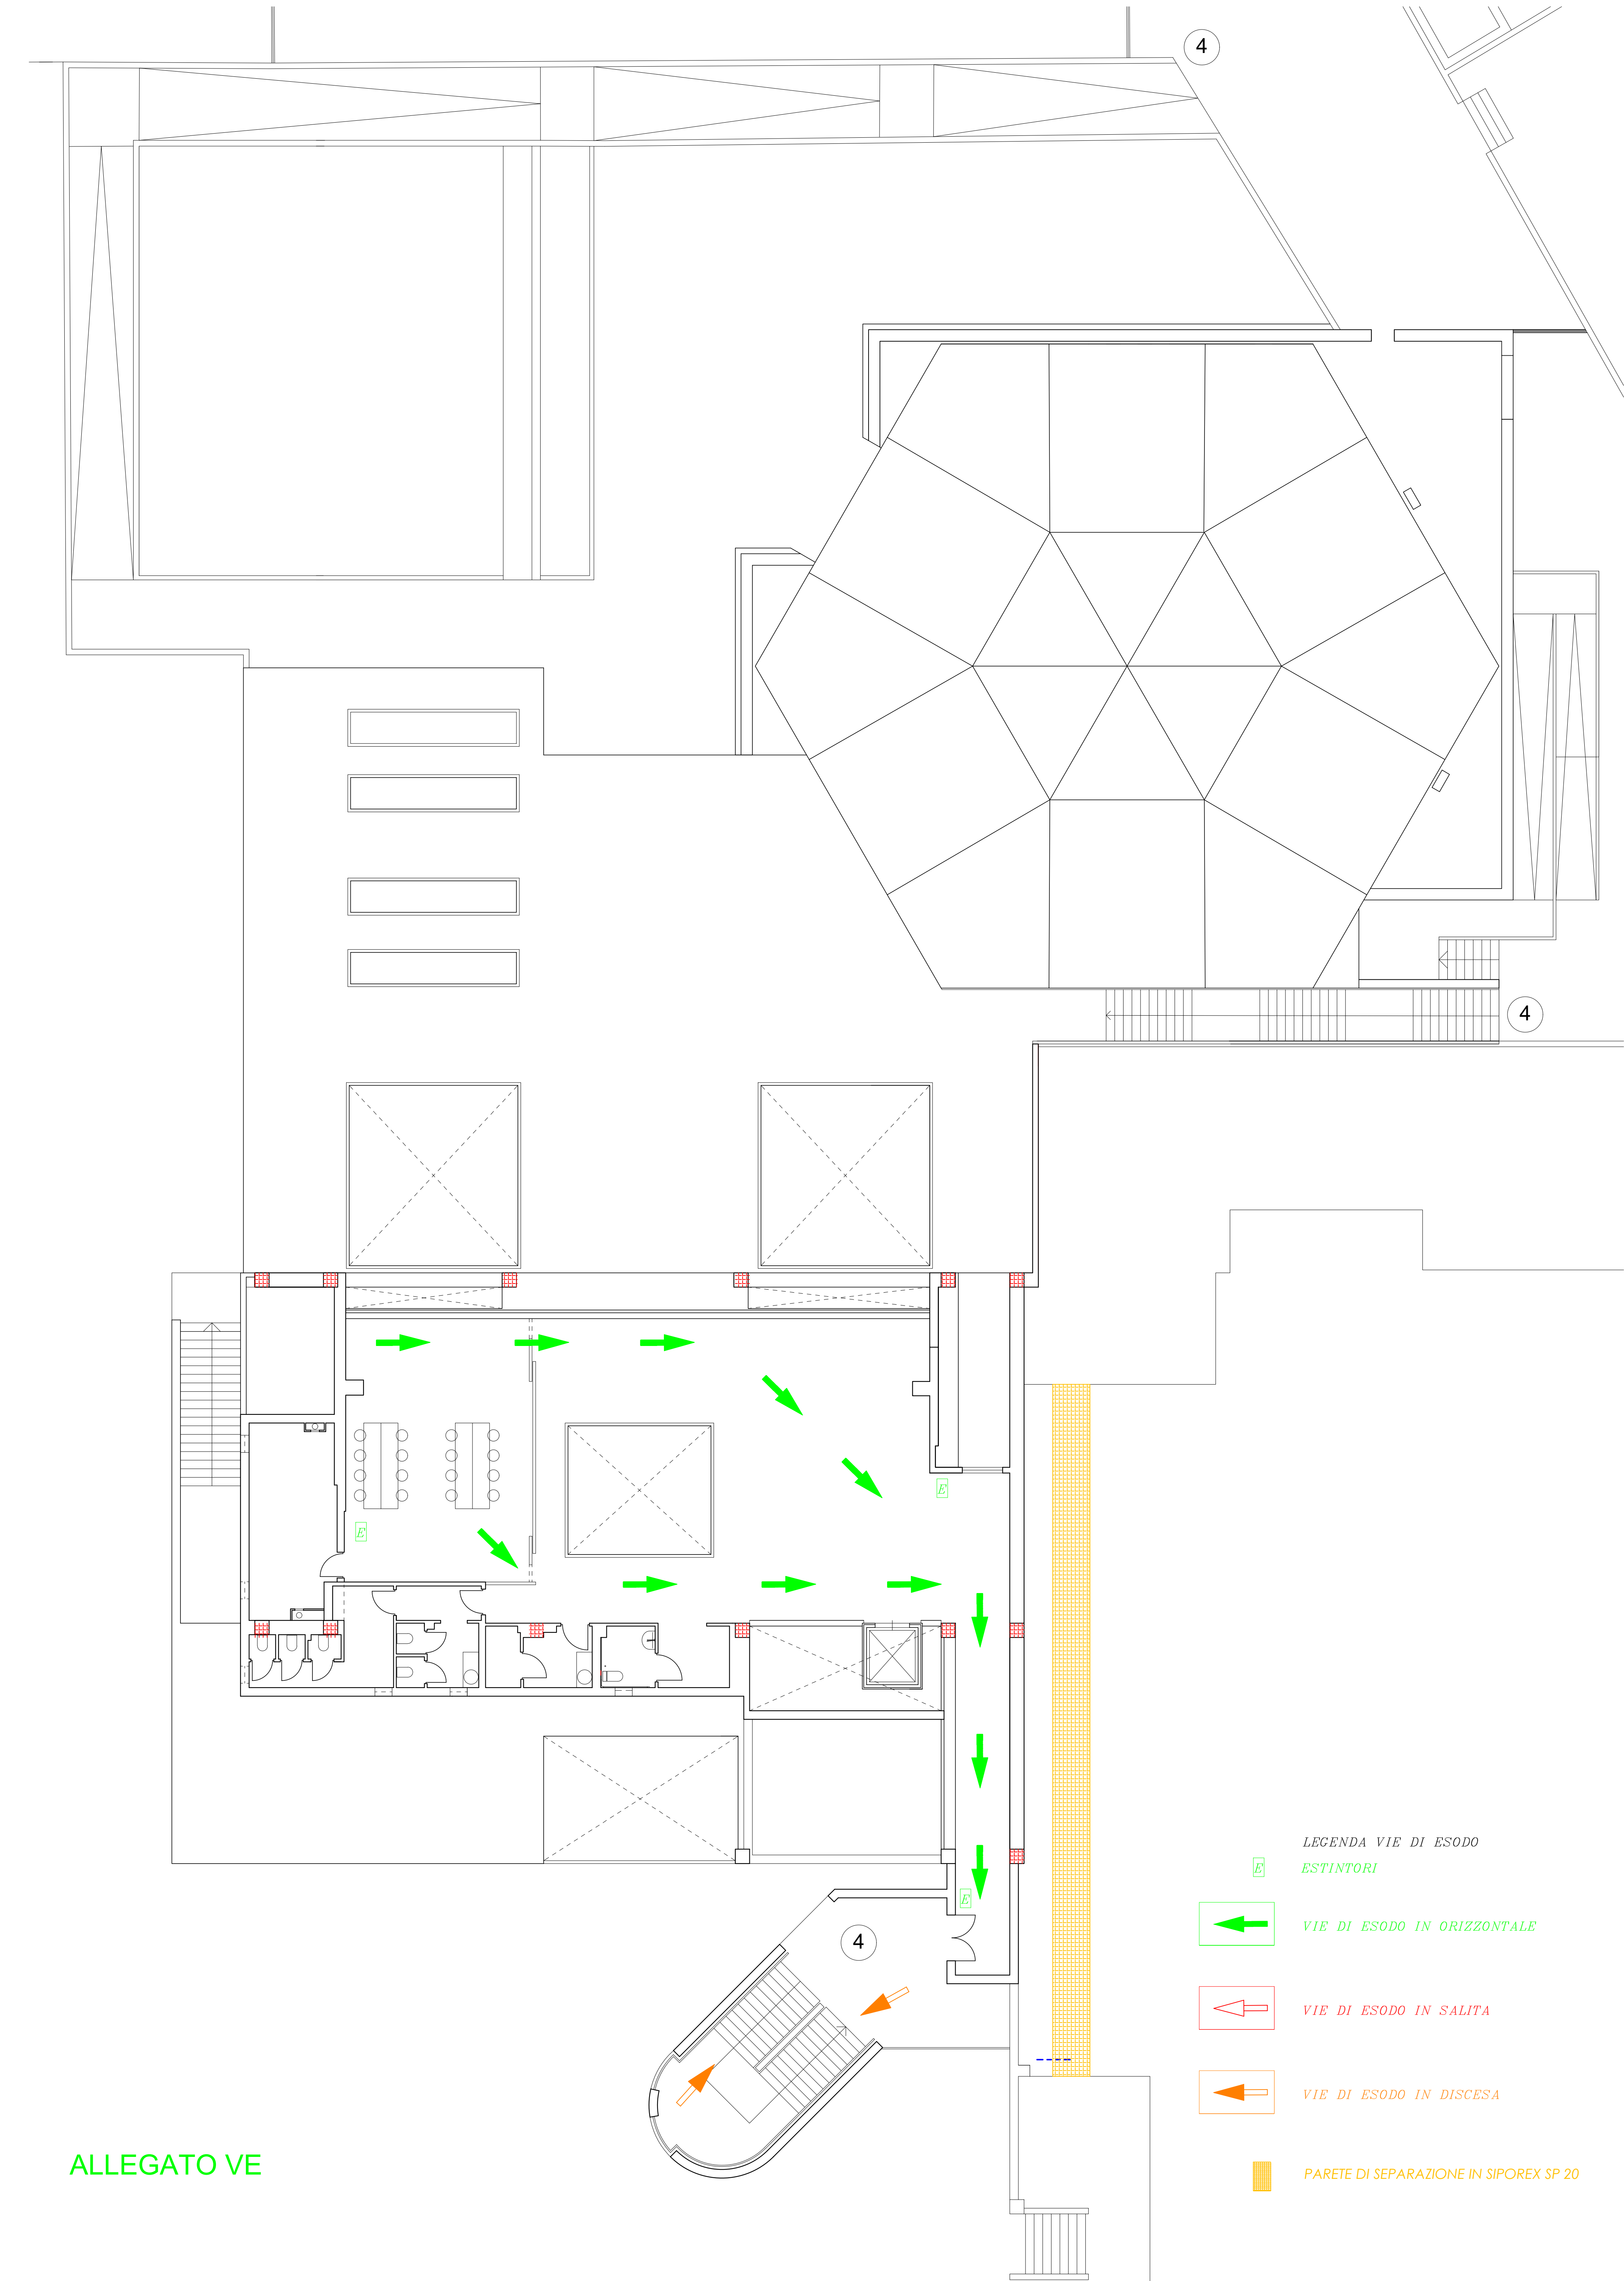 4
4
E
E
LEGENDA VIE DI ESODO
E ESTINTORI
E
VIE DI ESODO IN ORIZZONTALE
4
VIE DI ESODO IN SALITA
VIE DI ESODO IN DISCESA
ALLEGATO VE
PARETE DI SEPARAZIONE IN SIPOREX SP 20